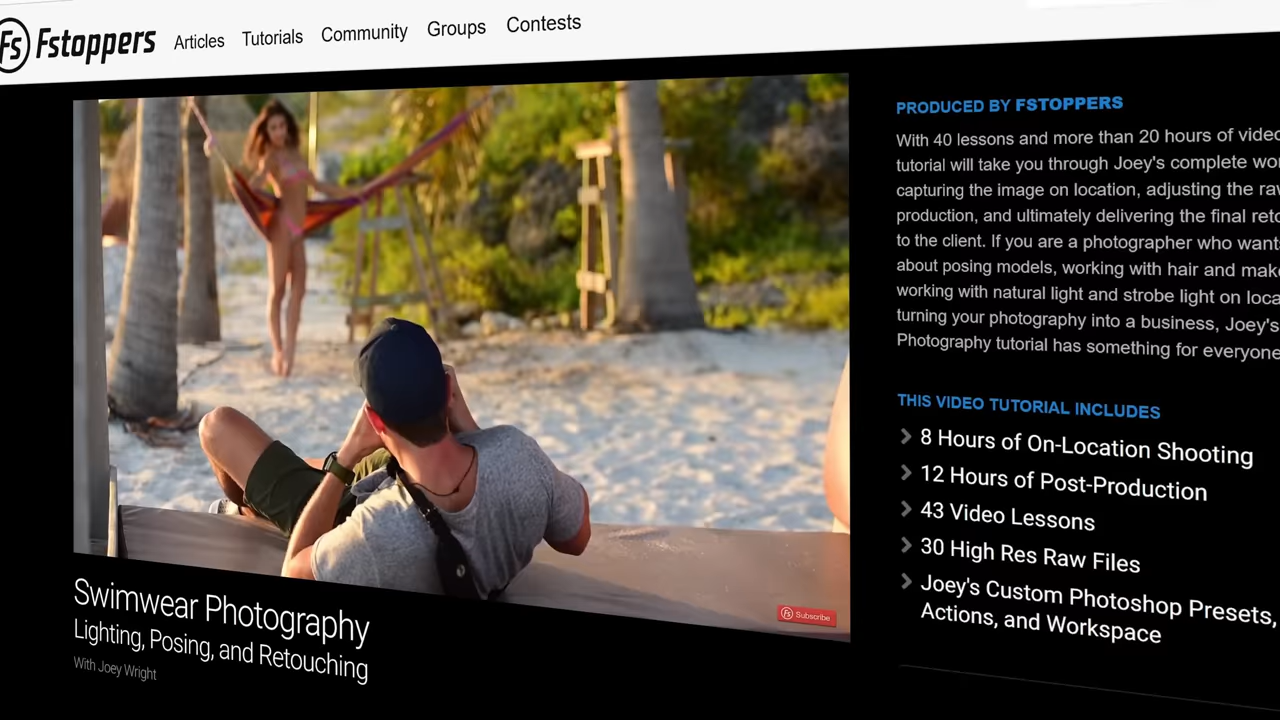 Fs Fstoppers Articles Tutorials Community Groups Contests
PRODUCED BY FSTOPPERS
With 40 lessons and more than 20 hours of video
tutorial will take you through Joey's complete
capturing the image on location, adjusting the
production, and ultimately delivering the final
to the client. If you are a photographer who
about posing models, working with hair and
working with natural light and strobe light on
turning your photography into a business, Joey's
Photography tutorial has something for everyone
THIS VIDEO TUTORIAL INCLUDES
8 Hours of On-Location Shooting
12 Hours of Post-Production
43 Video Lessons
30 High Res Raw Files
Joey's Custom Photoshop Presets,
Actions, and Workspace
Fs Subscribe
Swimwear Photography
Lighting, Posing, and Retouching
With Joey Wright